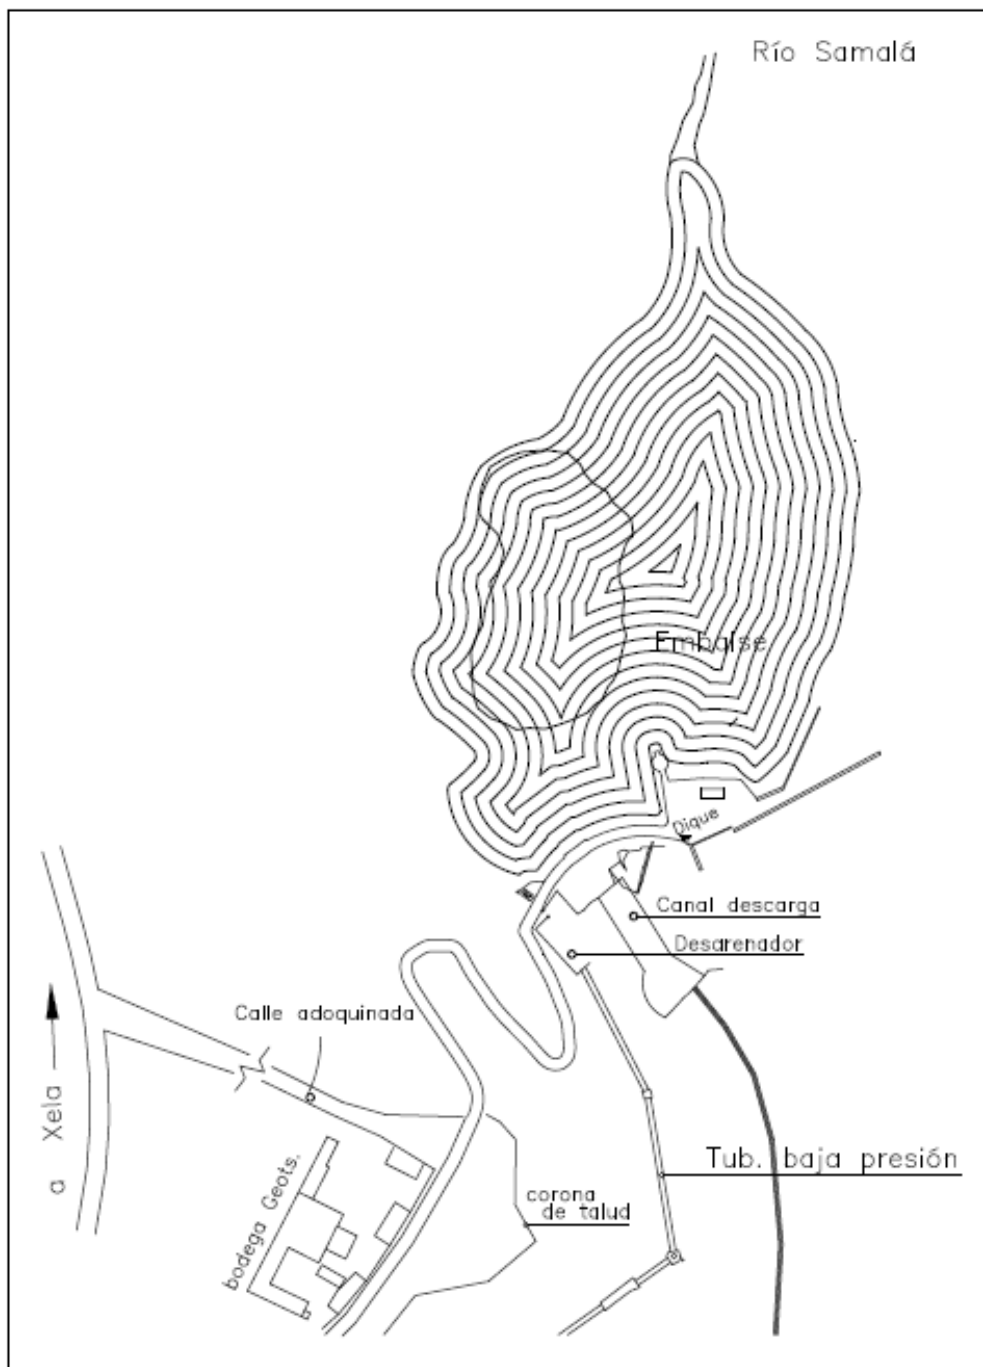 Río Samalá
Embalse
Dique
Canal descarga
Desarenador
Calle adoquinada
a Xela
Tub. baja presión
corona
de talud
bodega Geots.